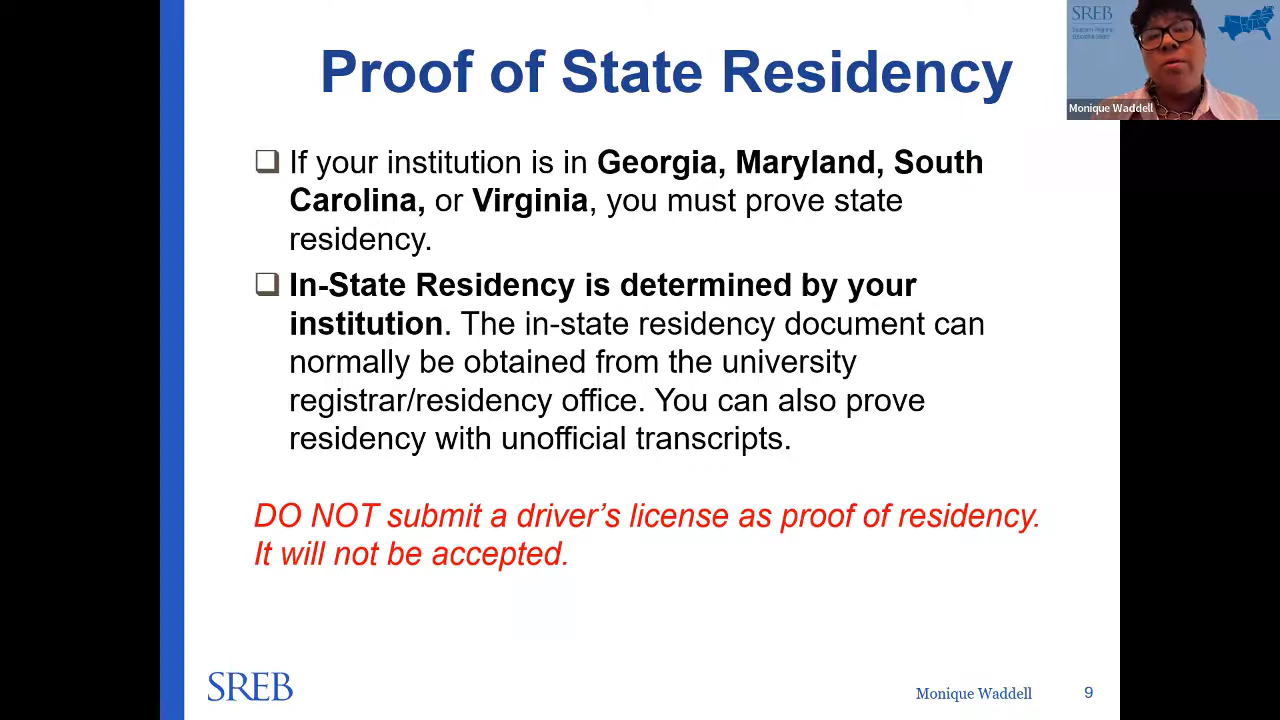 Proof of State Residency
SREB
Monique Waddell
❑ If your institution is in Georgia, Maryland, South
Carolina, or Virginia, you must prove state
residency.
❑ In-State Residency is determined by your
institution. The in-state residency document can
normally be obtained from the university
registrar/residency office. You can also prove
residency with unofficial transcripts.
DO NOT submit a driver’s license as proof of residency.
It will not be accepted.
SREB
Monique Waddell
9